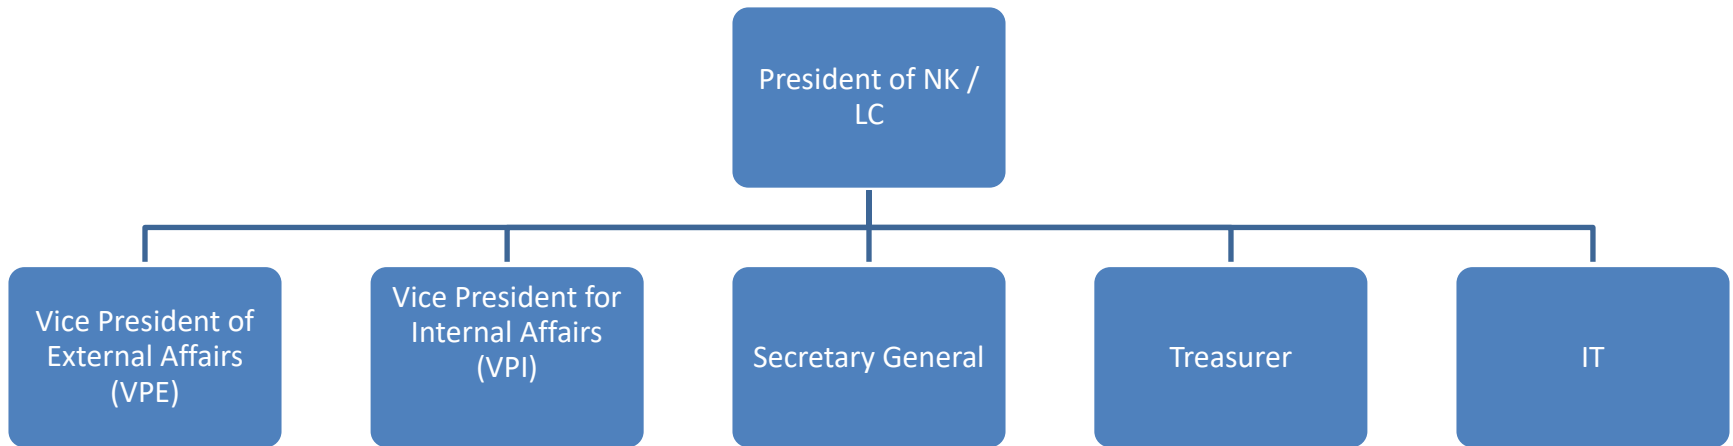 President of NK /
LC
Vice President of
External Affairs
(VPE)
Vice President for
Internal Affairs
(VPI)
Secretary General
Treasurer
IT